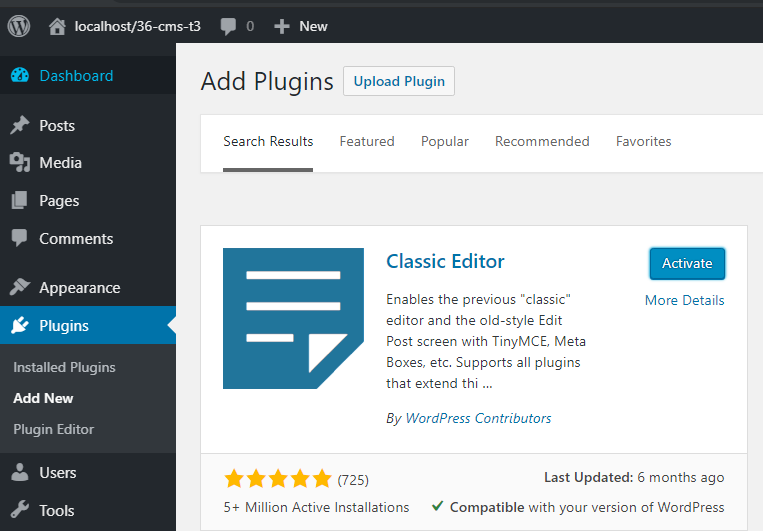 localhost/36-cms-t3 0 New
Dashboard
Posts
Media
Pages
Comments
Appearance
Plugins
Installed Plugins
Add New
Plugin Editor
Users
Tools
Add Plugins Upload Plugin
Search Results Featured Popular Recommended Favorites
Classic Editor
Activate
More Details
Enables the previous "classic"
editor and the old-style Edit
Post screen with TinyMCE, Meta
Boxes, etc. Supports all plugins
that extend thi ...
By WordPress Contributors
(725)
5+ Million Active Installations
Last Updated: 6 months ago
Compatible with your version of WordPress